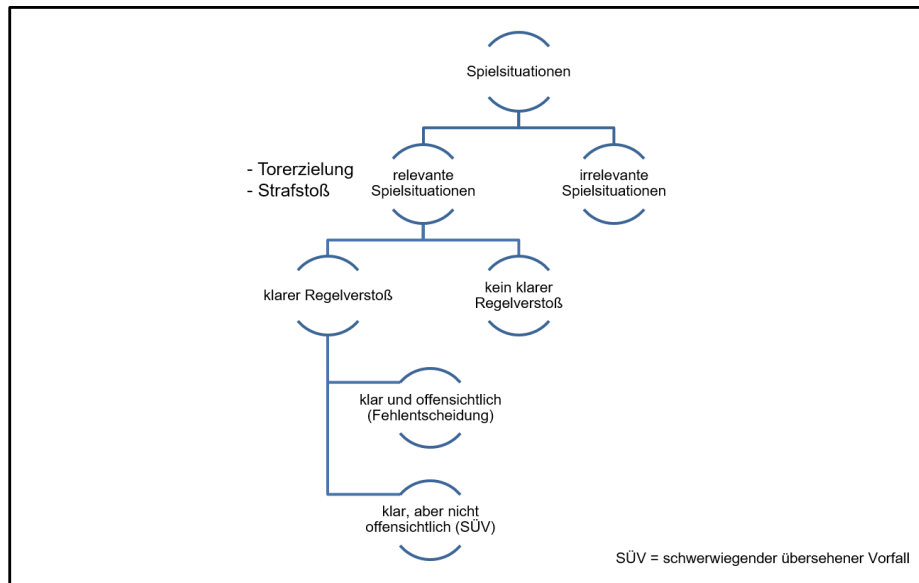 Spielsituationen
- Torerzielung
- Strafstoß
relevante
Spielsituationen
irrelevante
Spielsituationen
klarer Regelverstoß
kein klarer
Regelverstoß
klar und offensichtlich
(Fehlentscheidung)
klar, aber nicht
offensichtlich (SÜV)
SÜV = schwerwiegender übersehener Vorfall